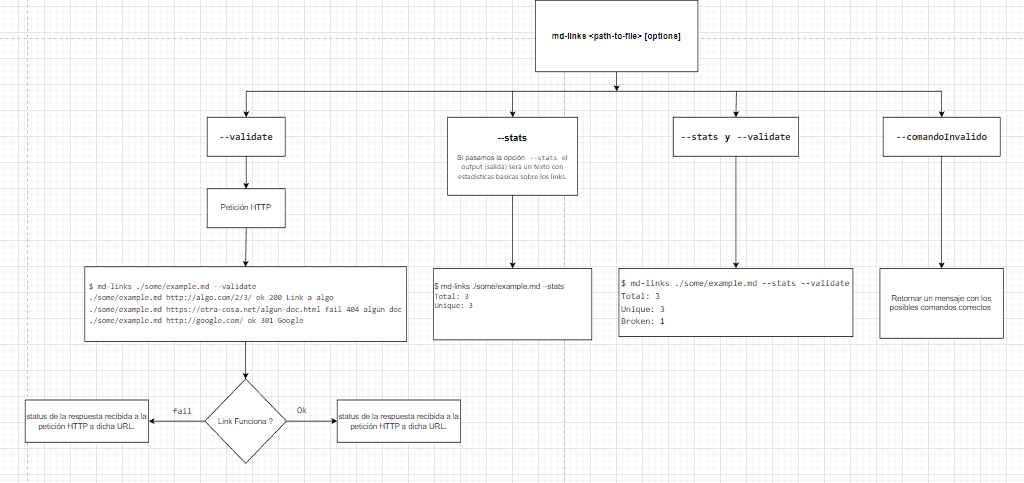 md-links <path-to-file> [options]
--validate
--stats
Si pasamos la opción --stats el
output (salida) será un texto con
estadísticas básicas sobre los links.
--stats y --validate
--comandoInvalido
Petición HTTP
$ md-links ./some/example.md --validate
./some/example.md http://algo.com/2/3/ ok 200 Link a algo
./some/example.md https://otra-cosa.net/algun-doc.html fail 404 algún doc
./some/example.md http://google.com/ ok 301 Google
$ md-links ./some/example.md --stats
Total: 3
Unique: 3
$ md-links ./some/example.md --stats --validate
Total: 3
Unique: 3
Broken: 1
Retornar un mensaje con los
posibles comandos correctos
Link Funciona ?
fail
Ok
status de la respuesta recibida a la
petición HTTP a dicha URL.
status de la respuesta recibida a la
petición HTTP a dicha URL.